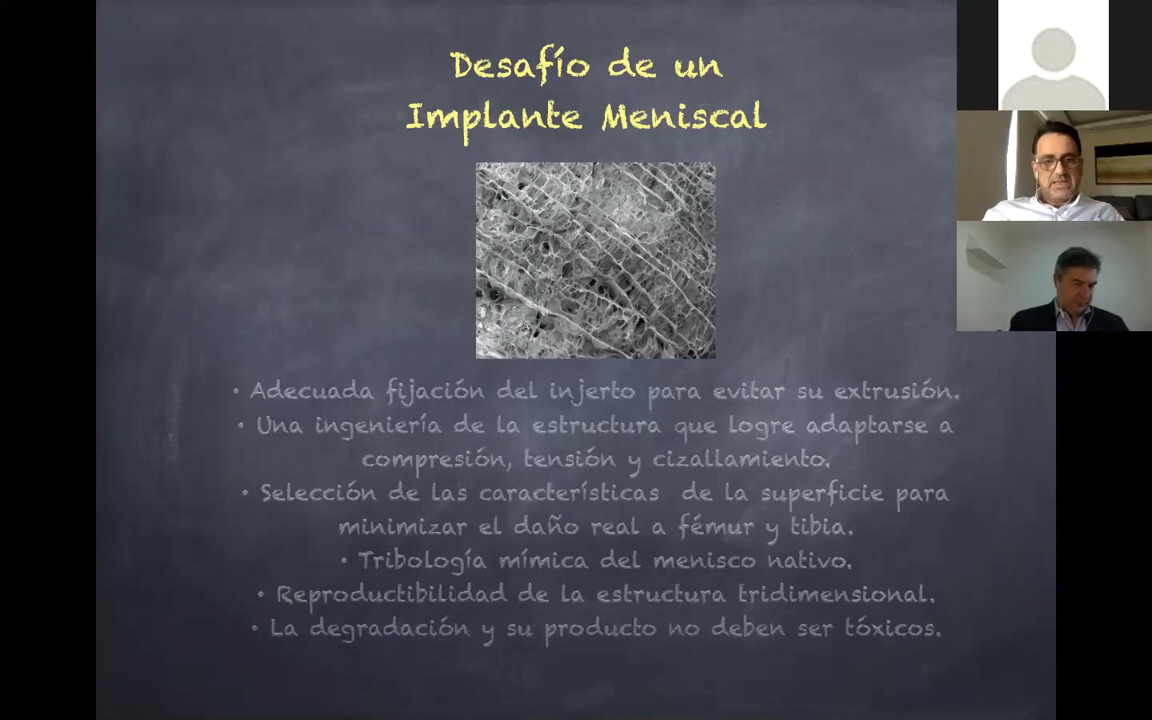 Desafío de un
Implante Meniscal
• Adecuada fijación del injerto para evitar su extrusión.
• Una ingeniería de la estructura que logre adaptarse a
compresión, tensión y cizallamiento.
• Selección de las características de la superficie para
minimizar el daño real a fémur y tibia.
• Tribología mímica del menisco nativo.
• Reproductibilidad de la estructura tridimensional.
• La degradación y su producto no deben ser tóxicos.